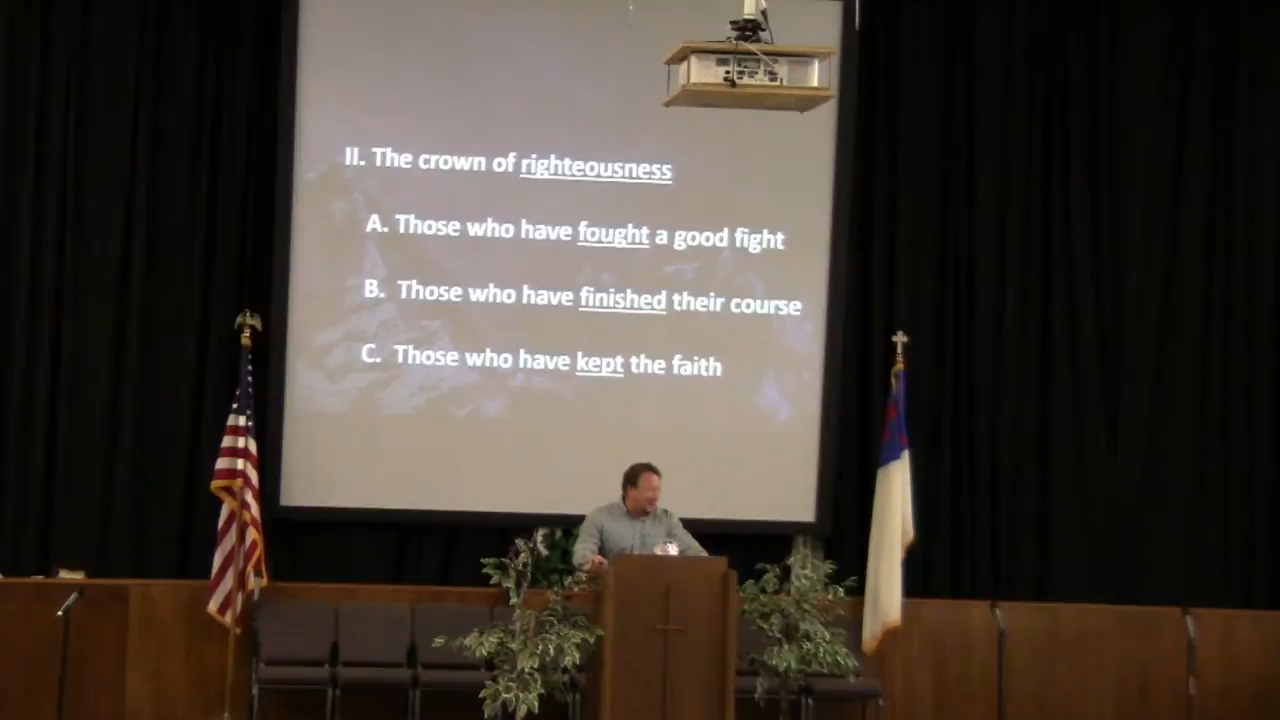 II. The crown of righteousness
A. Those who have fought a good fight
B. Those who have finished their course
C. Those who have kept the faith